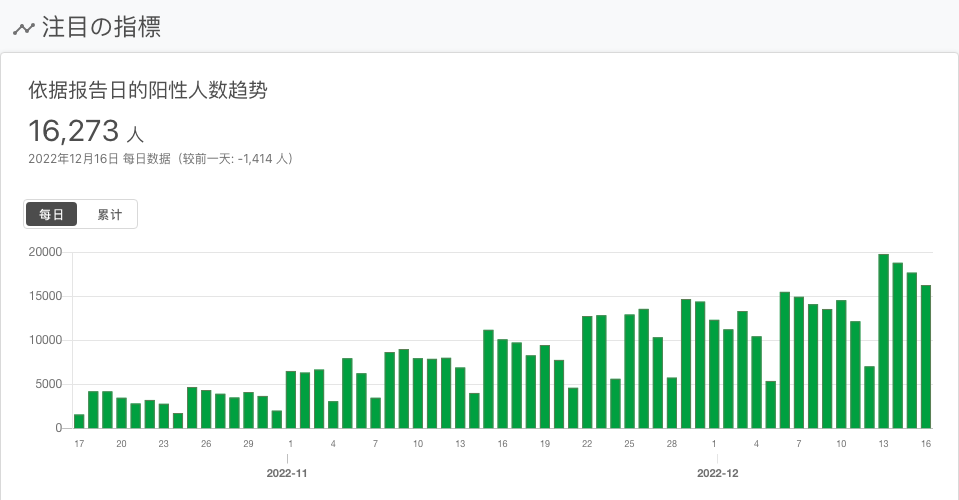 注目の指標
依据报告日的阳性人数趋势
16,273 人
2022年12月16日 每日数据（较前一天: -1,414 人）
每日 累计
20000
15000
10000
5000
0
17 20 23 26 29 1 4 7 10 13 16 19 22 25 28 1 4 7 10 13 16
2022-11 2022-12